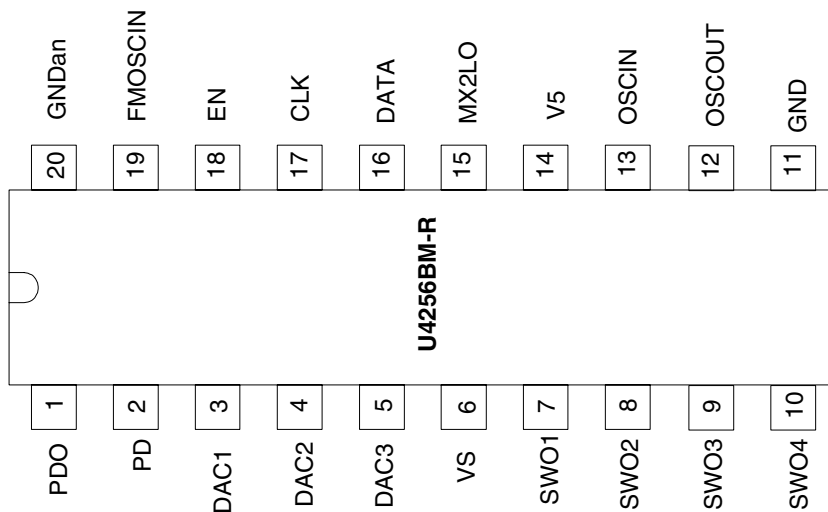 GNDan FMOSCIN EN CLK DATA MX2LO V5 OSCIN OSCOUT GND
20 19 18 17 16 15 14 13 12 11
U4256BM-R
1 2 3 4 5 6 7 8 9 10
PDO PD DAC1 DAC2 DAC3 VS SWO1 SWO2 SWO3 SWO4